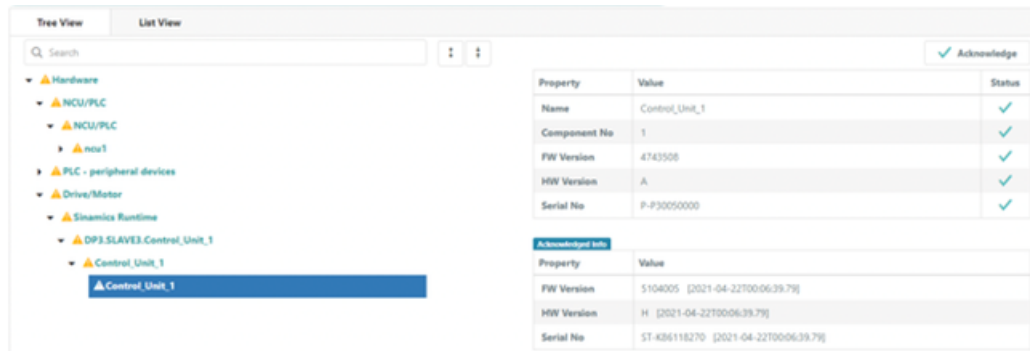 Tree View List View
Search
Acknowledge
Hardware
NCU/PLC
NCU/PLC
ncu1
PLC - peripheral devices
Drive/Motor
Sinamics Runtime
DP3.SLAVE3.Control_Unit_1
Control_Unit_1
Control_Unit_1
Property Value Status
Name Control_Unit_1
Component No 1
FW Version 4743508
HW Version A
Serial No P-P30050000
Acknowledged Info
Property Value
FW Version 5104005 [2021-04-22T00:06:39.79]
HW Version H [2021-04-22T00:06:39.79]
Serial No ST-K86118270 [2021-04-22T00:06:39.79]